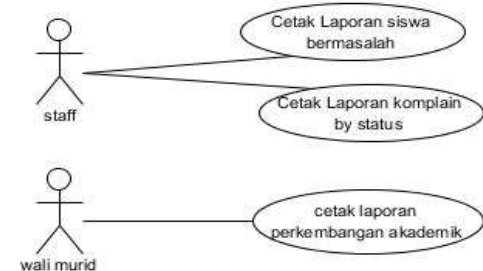 Cetak Laporan siswa
bermasalah
staff
Cetak Laporan komplain
by status
cetak laporan
perkembangan akademik
wali murid